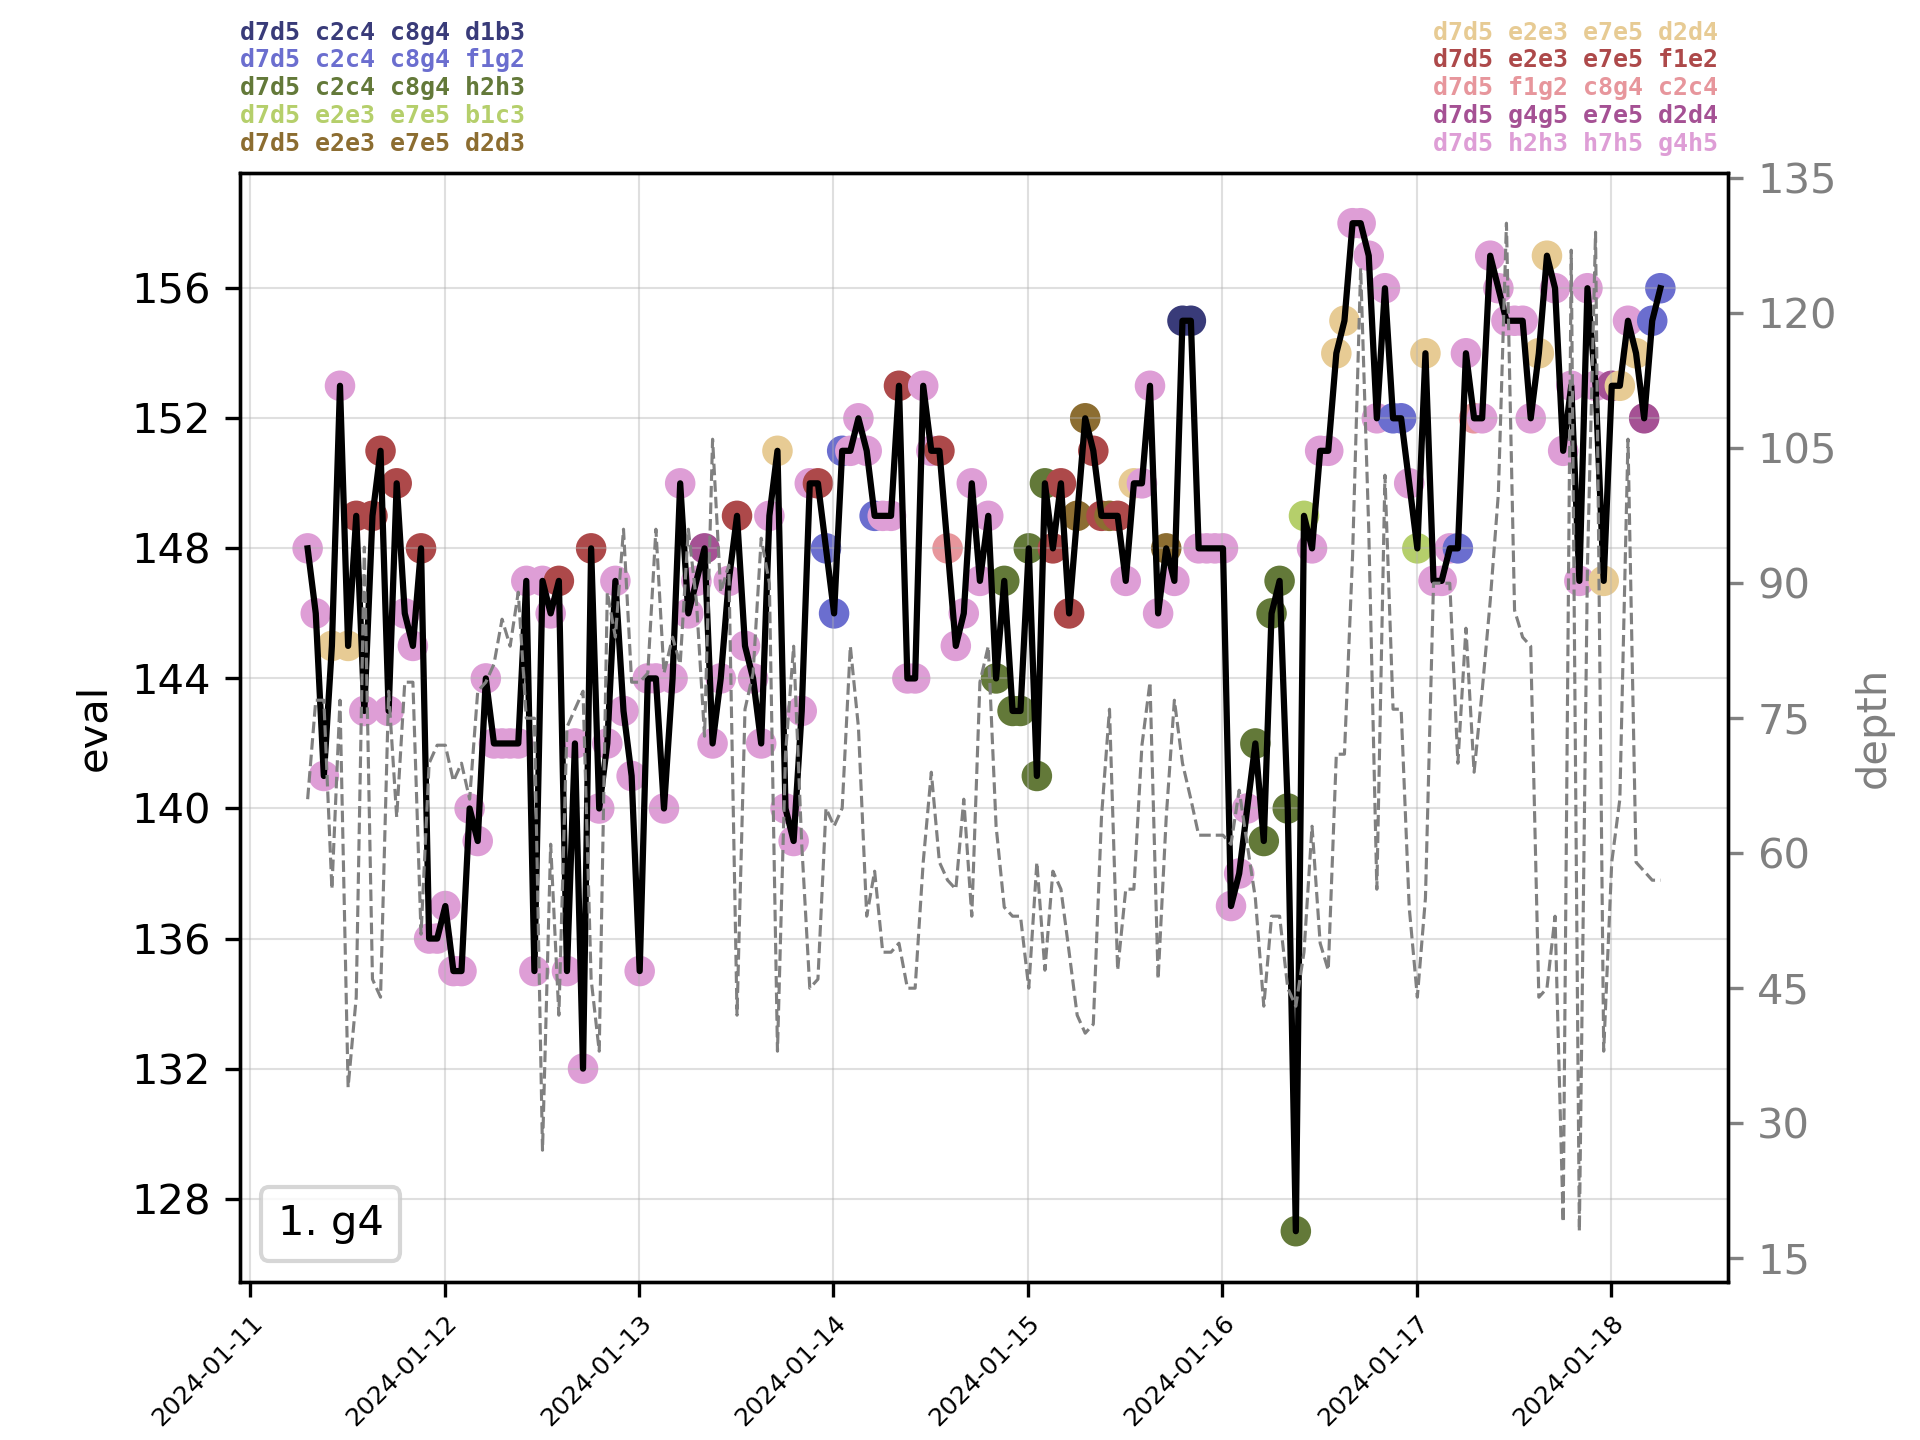 d7d5 c2c4 c8g4 d1b3
d7d5 c2c4 c8g4 f1g2
d7d5 c2c4 c8g4 h2h3
d7d5 e2e3 e7e5 b1c3
d7d5 e2e3 e7e5 d2d3
d7d5 e2e3 e7e5 d2d4
d7d5 e2e3 e7e5 f1e2
d7d5 f1g2 c8g4 c2c4
d7d5 g4g5 e7e5 d2d4
d7d5 h2h3 h7h5 g4h5
156
152
148
144
140
136
132
128
eval
135
120
105
90
75
60
45
30
15
depth
1. g4
2024-01-11
2024-01-12
2024-01-13
2024-01-14
2024-01-15
2024-01-16
2024-01-17
2024-01-18